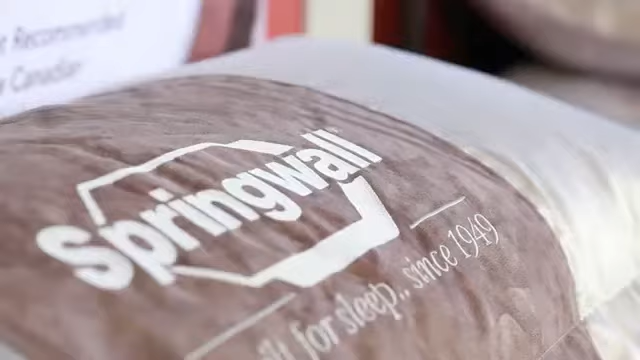 Recommended
Canadian
Springwall
for sleep.. since 1949